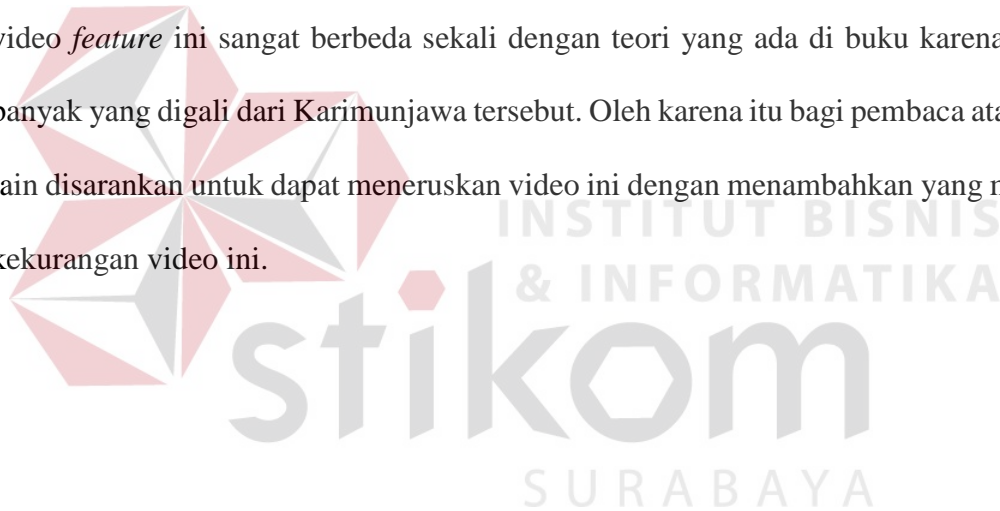 video feature ini sangat berbeda sekali dengan teori yang ada di buku karena
banyak yang digali dari Karimunjawa tersebut. Oleh karena itu bagi pembaca
lain disarankan untuk dapat meneruskan video ini dengan menambahkan yang
kekurangan video ini.
INSTITUT BISNIS
& INFORMATIKA
stikom
SURABAYA